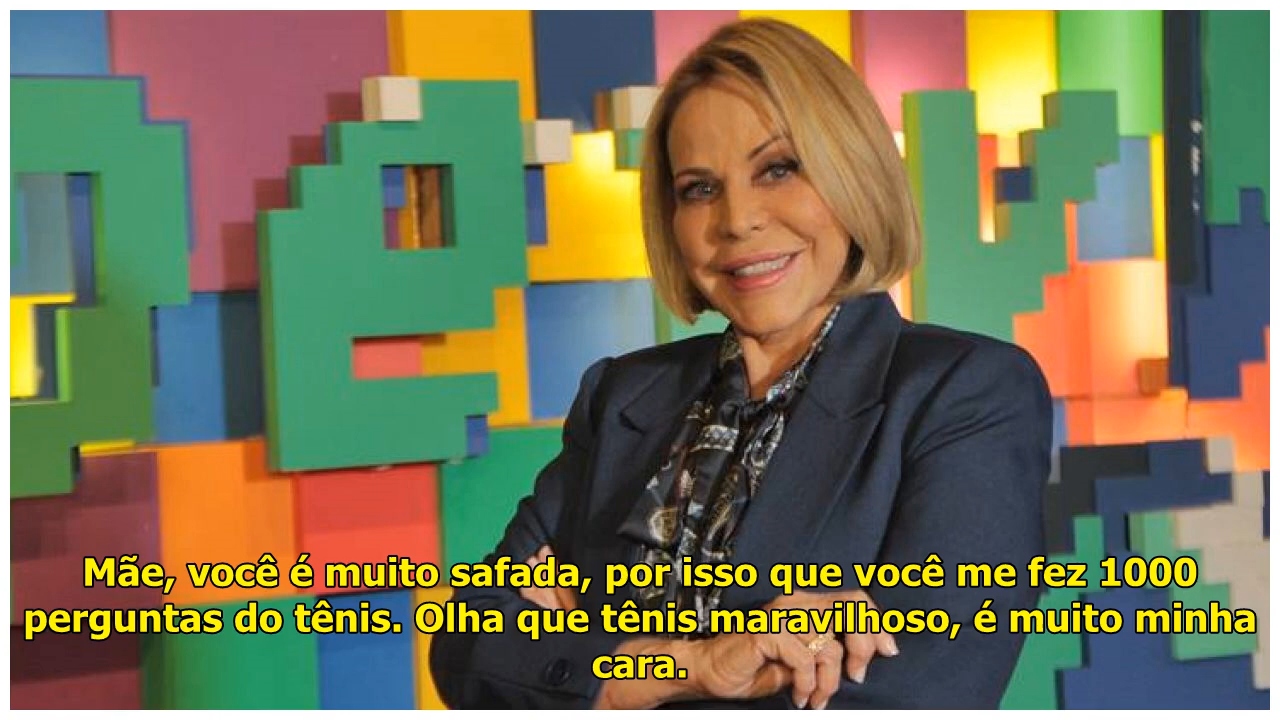 Mãe, você é muito safada, por isso que você me fez 1000
perguntas do tênis. Olha que tênis maravilhoso, é muito minha
cara.